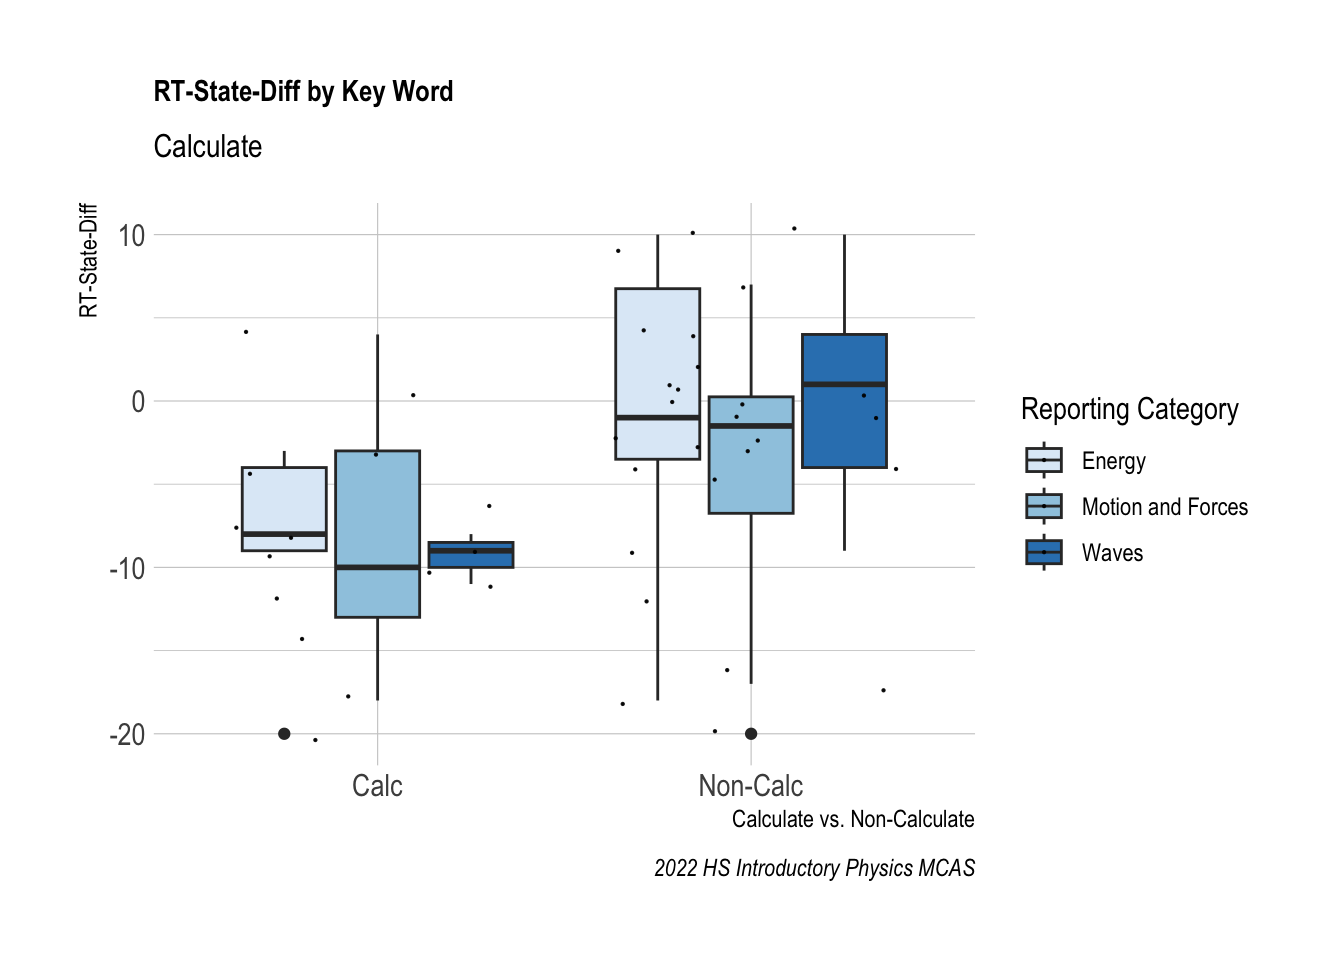 RT-State-Diff by Key Word
Calculate
RT-State-Diff
10
0
-10
-20
Calc
Non-Calc
Calculate vs. Non-Calculate
2022 HS Introductory Physics MCAS
Reporting Category
Energy
Motion and Forces
Waves